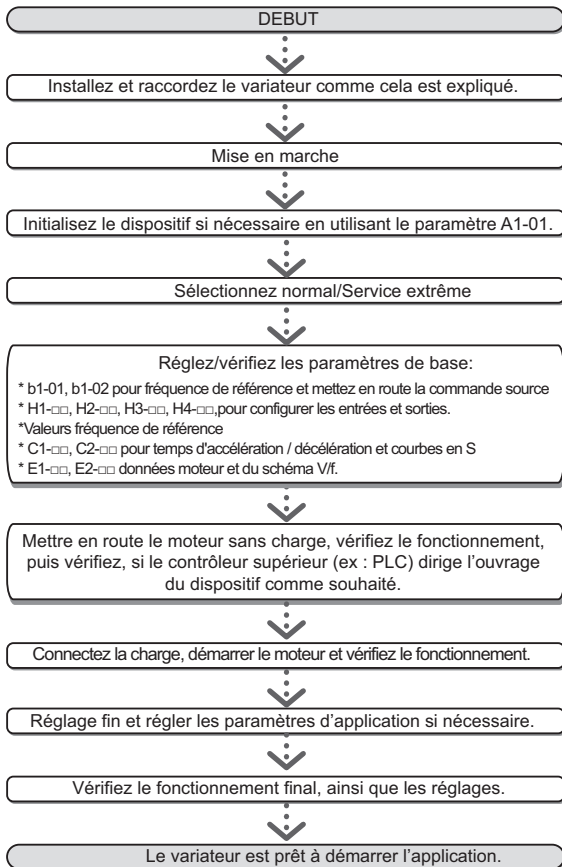 DEBUT
Installez et raccordez le variateur comme cela est expliqué.
Mise en marche
Initialisez le dispositif si nécessaire en utilisant le paramètre A1-01.
Sélectionnez normal/Service extrême
Réglez/vérifiez les paramètres de base:
* b1-01, b1-02 pour fréquence de référence et mettez en route la commande source
* H1-□□, H2-□□, H3-□□, H4-□□,pour configurer les entrées et sorties.
*Valeurs fréquence de référence
* C1-□□, C2-□□ pour temps d'accélération / décélération et courbes en S
* E1-□□, E2-□□ données moteur et du schéma V/f.
Mettre en route le moteur sans charge, vérifiez le fonctionnement,
puis vérifiez, si le contrôleur supérieur (ex : PLC) dirige l’ouvrage
du dispositif comme souhaité.
Connectez la charge, démarrer le moteur et vérifiez le fonctionnement.
Réglage fin et régler les paramètres d’application si nécessaire.
Vérifiez le fonctionnement final, ainsi que les réglages.
Le variateur est prêt à démarrer l’application.